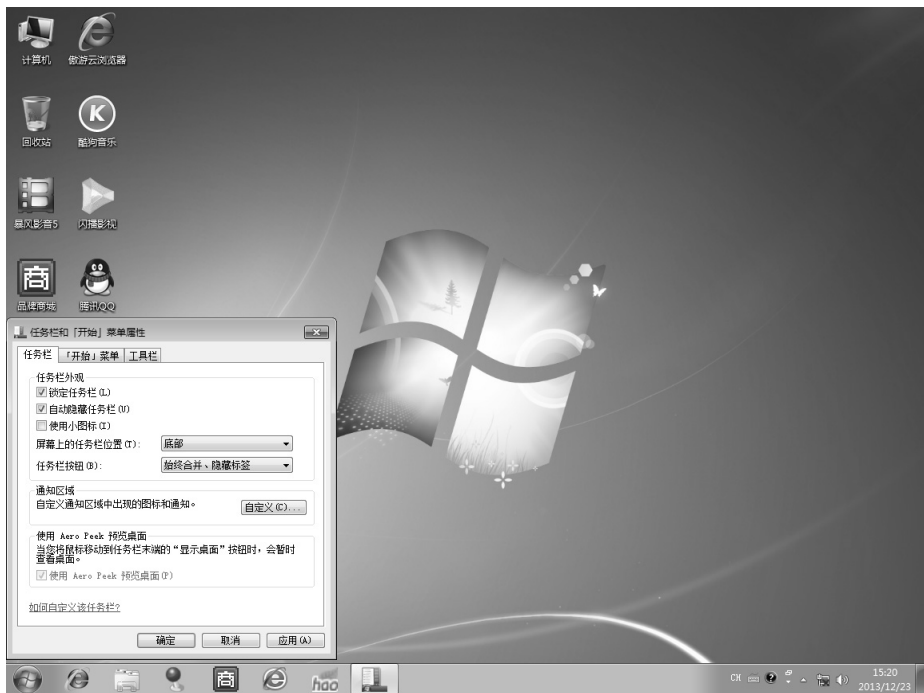 计算机
傲游云浏览器
回收站
K
酷狗音乐
暴风影音5
闪播影视
商
品牌商城
腾讯QQ
任务栏和「开始」菜单属性
任务栏
「开始」菜单
工具栏
任务栏外观
锁定任务栏(L)
自动隐藏任务栏(U)
使用小图标(I)
屏幕上的任务栏位置(T):
底部
任务栏按钮(B):
始终合并、隐藏标签
通知区域
自定义通知区域中出现的图标和通知。
自定义(C)...
使用 Aero Peek 预览桌面
当您将鼠标移动到任务栏末端的“显示桌面”按钮时，会暂时
查看桌面。
使用 Aero Peek 预览桌面(P)
如何自定义该任务栏?
确定
取消
应用(A)
商
hao
CH
15:20
2013/12/23